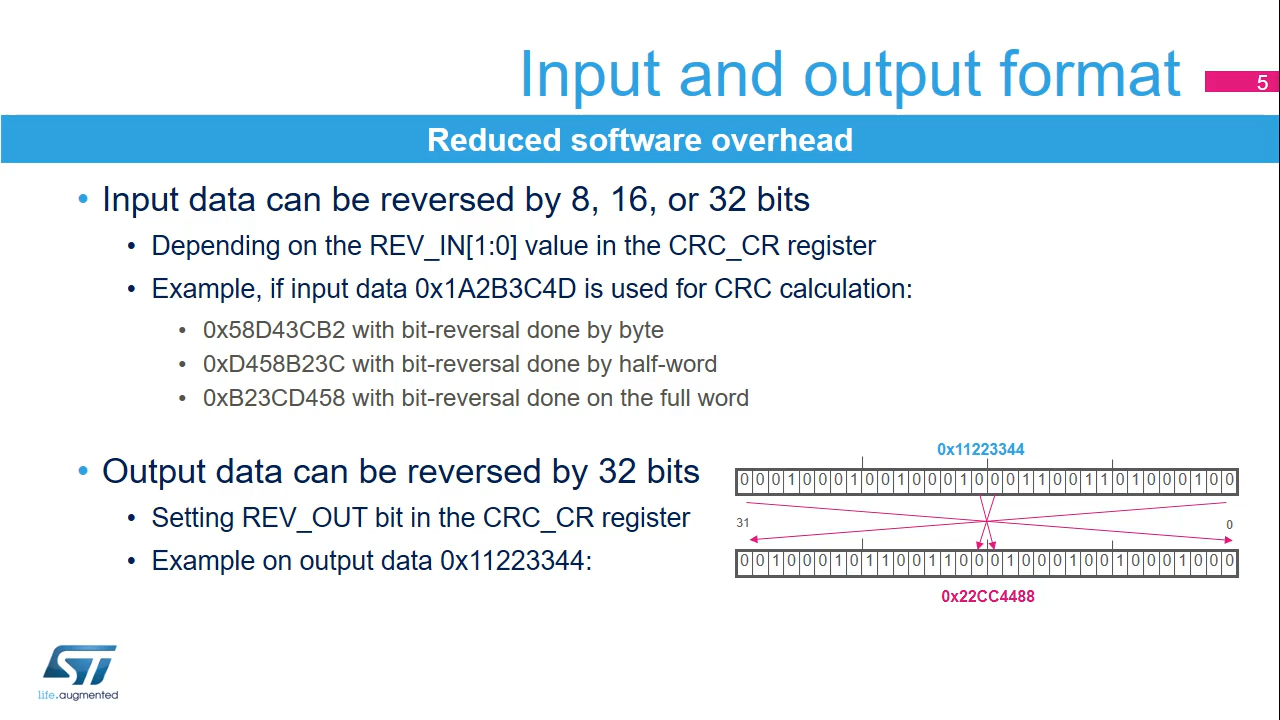 Input and output format
5
Reduced software overhead
• Input data can be reversed by 8, 16, or 32 bits
• Depending on the REV_IN[1:0] value in the CRC_CR register
• Example, if input data 0x1A2B3C4D is used for CRC calculation:
• 0x58D43CB2 with bit-reversal done by byte
• 0xD458B23C with bit-reversal done by half-word
• 0xB23CD458 with bit-reversal done on the full word
• Output data can be reversed by 32 bits
• Setting REV_OUT bit in the CRC_CR register
• Example on output data 0x11223344:
0x11223344
0 0 0 1 0 0 0 1 0 0 1 0 0 0 1 0 0 0 1 1 0 0 1 1 0 1 0 0 0 1 0 0
31
0
0 0 1 0 0 0 1 0 1 1 0 0 1 1 0 0 0 1 0 0 0 1 0 0 1 0 0 0 1 0 0 0
0x22CC4488
ST
life.augmented